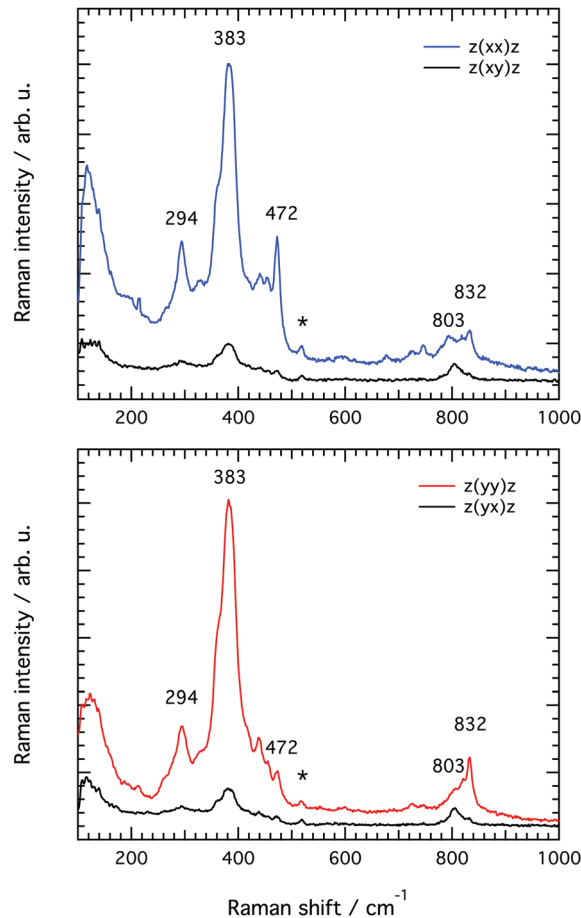 383
z(xx)z
z(xy)z
294
472
*
832
803
Raman intensity / arb. u.
200 400 600 800 1000
383
z(yy)z
z(yx)z
294
472
*
832
803
Raman intensity / arb. u.
200 400 600 800 1000
Raman shift / cm⁻¹